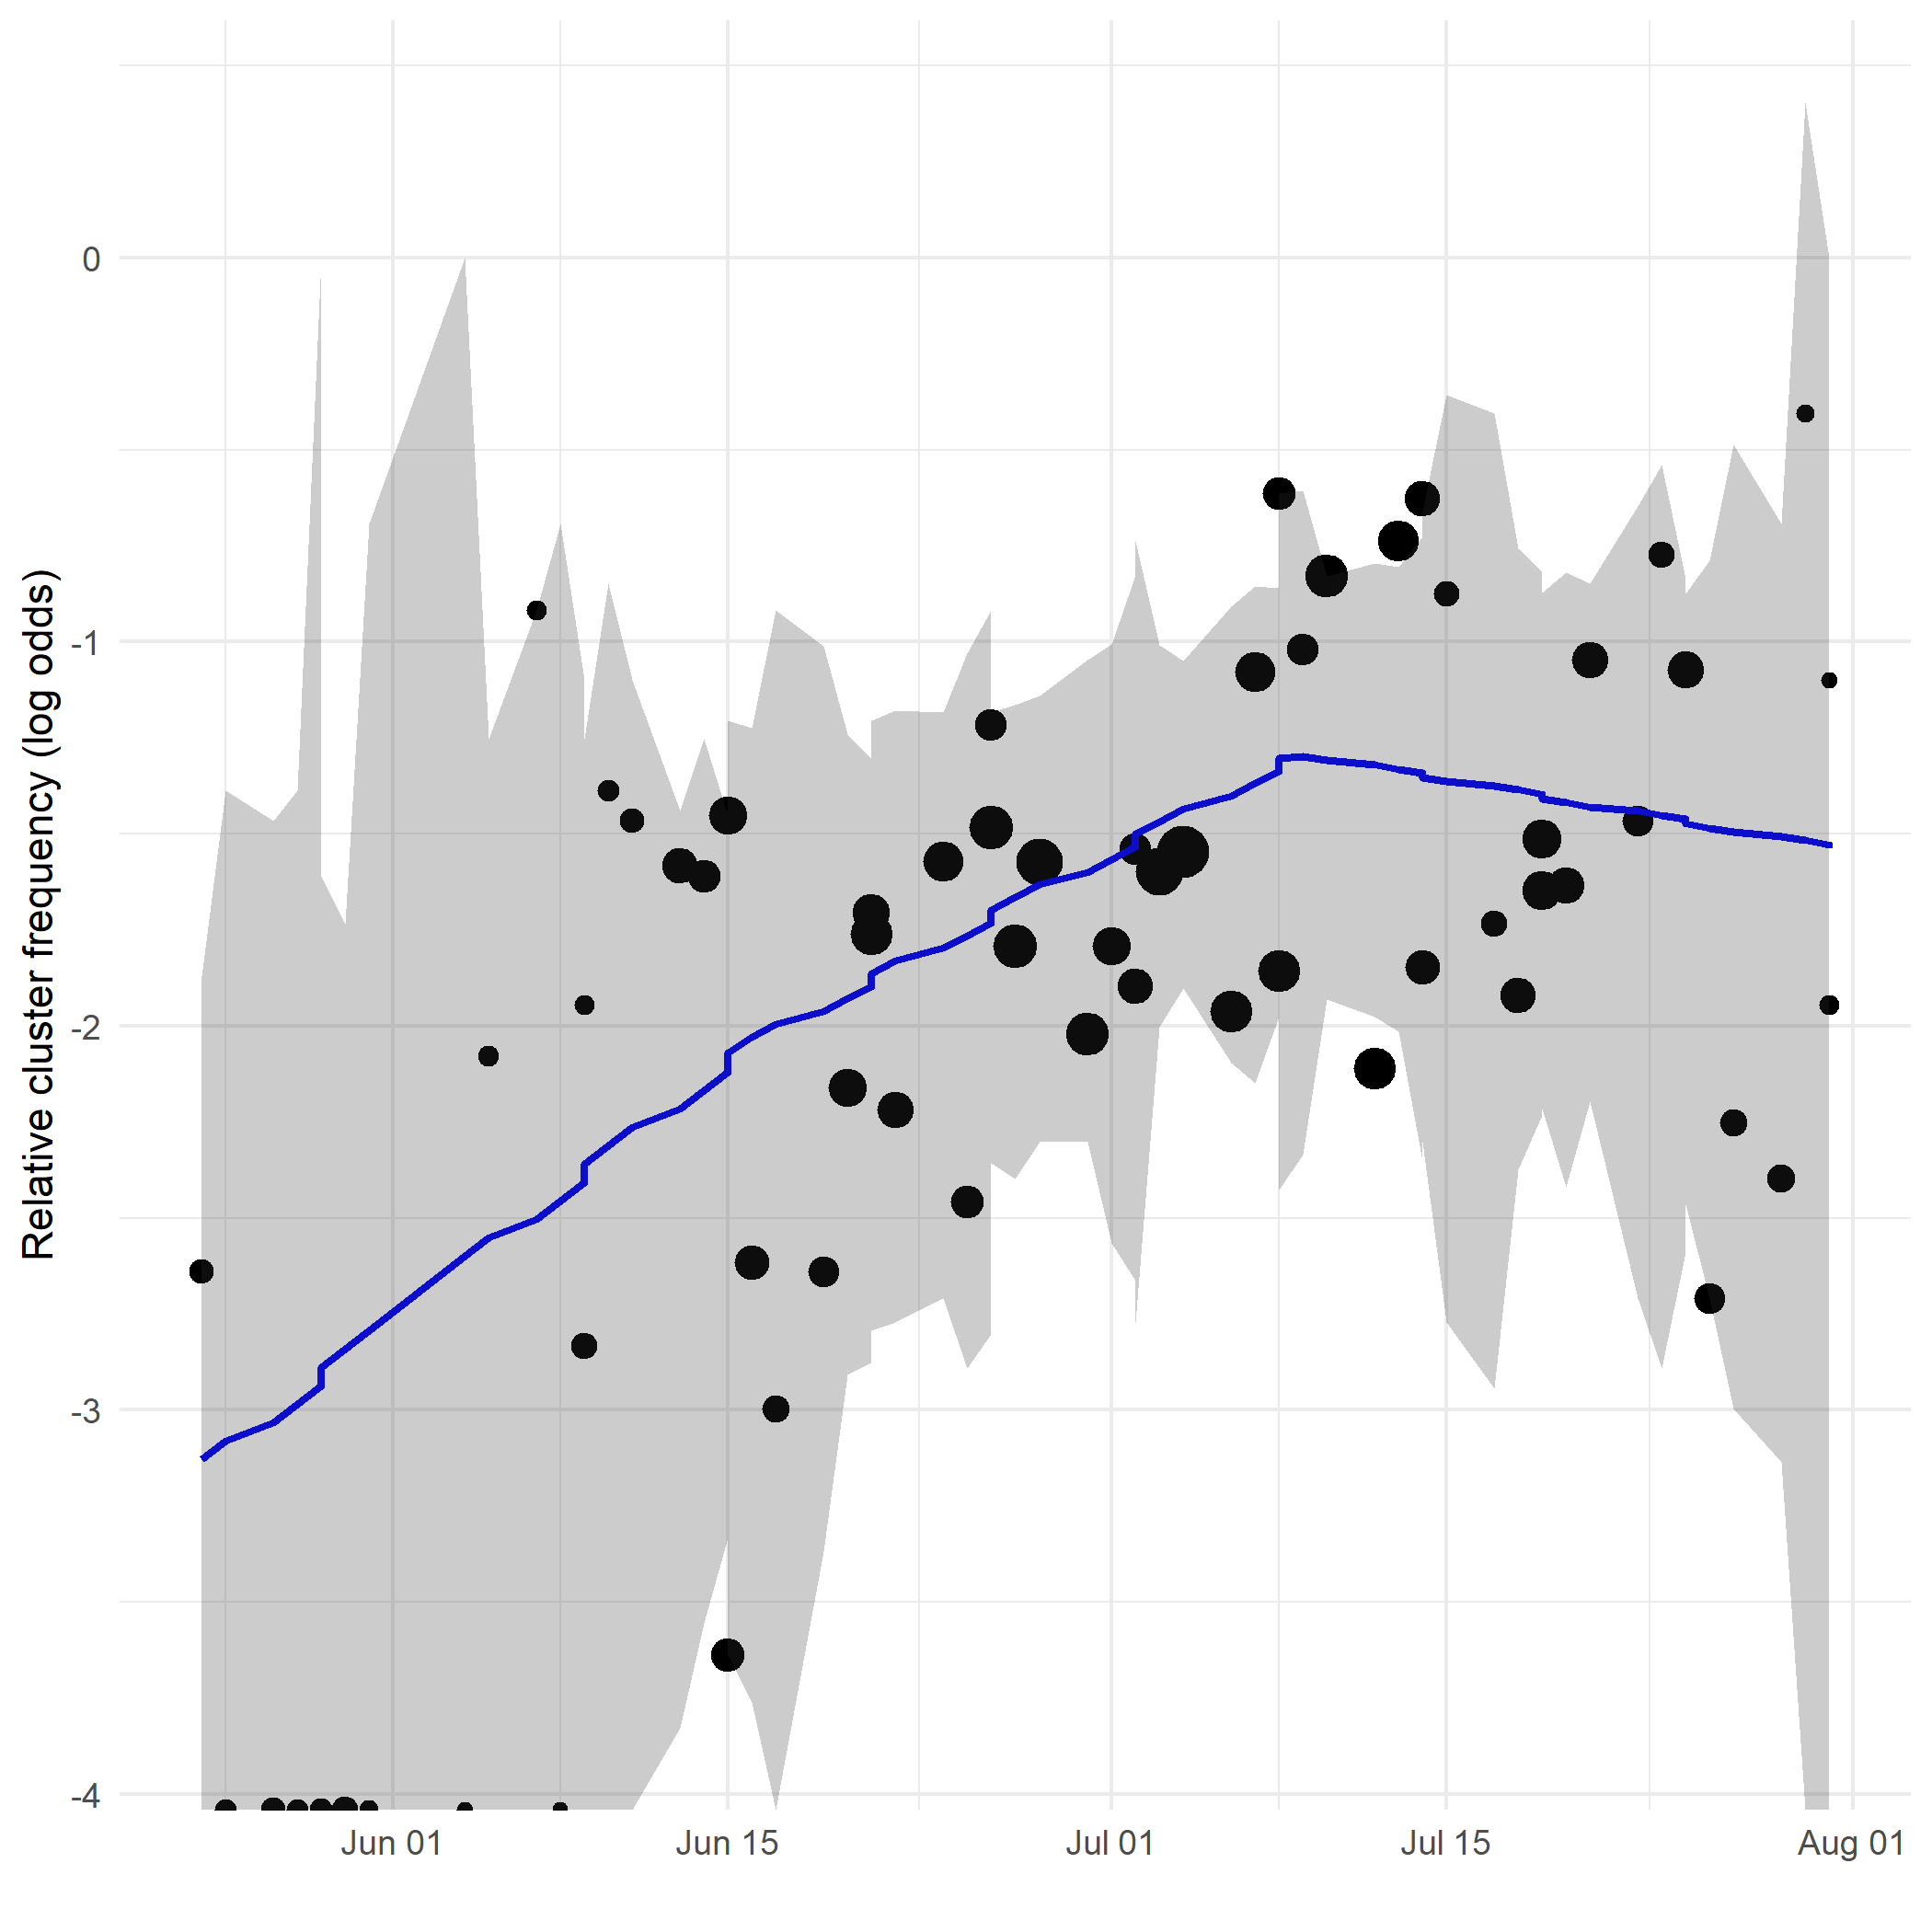 Relative cluster frequency (log odds)
0
-1
-2
-3
-4
Jun 01
Jun 15
Jul 01
Jul 15
Aug 01